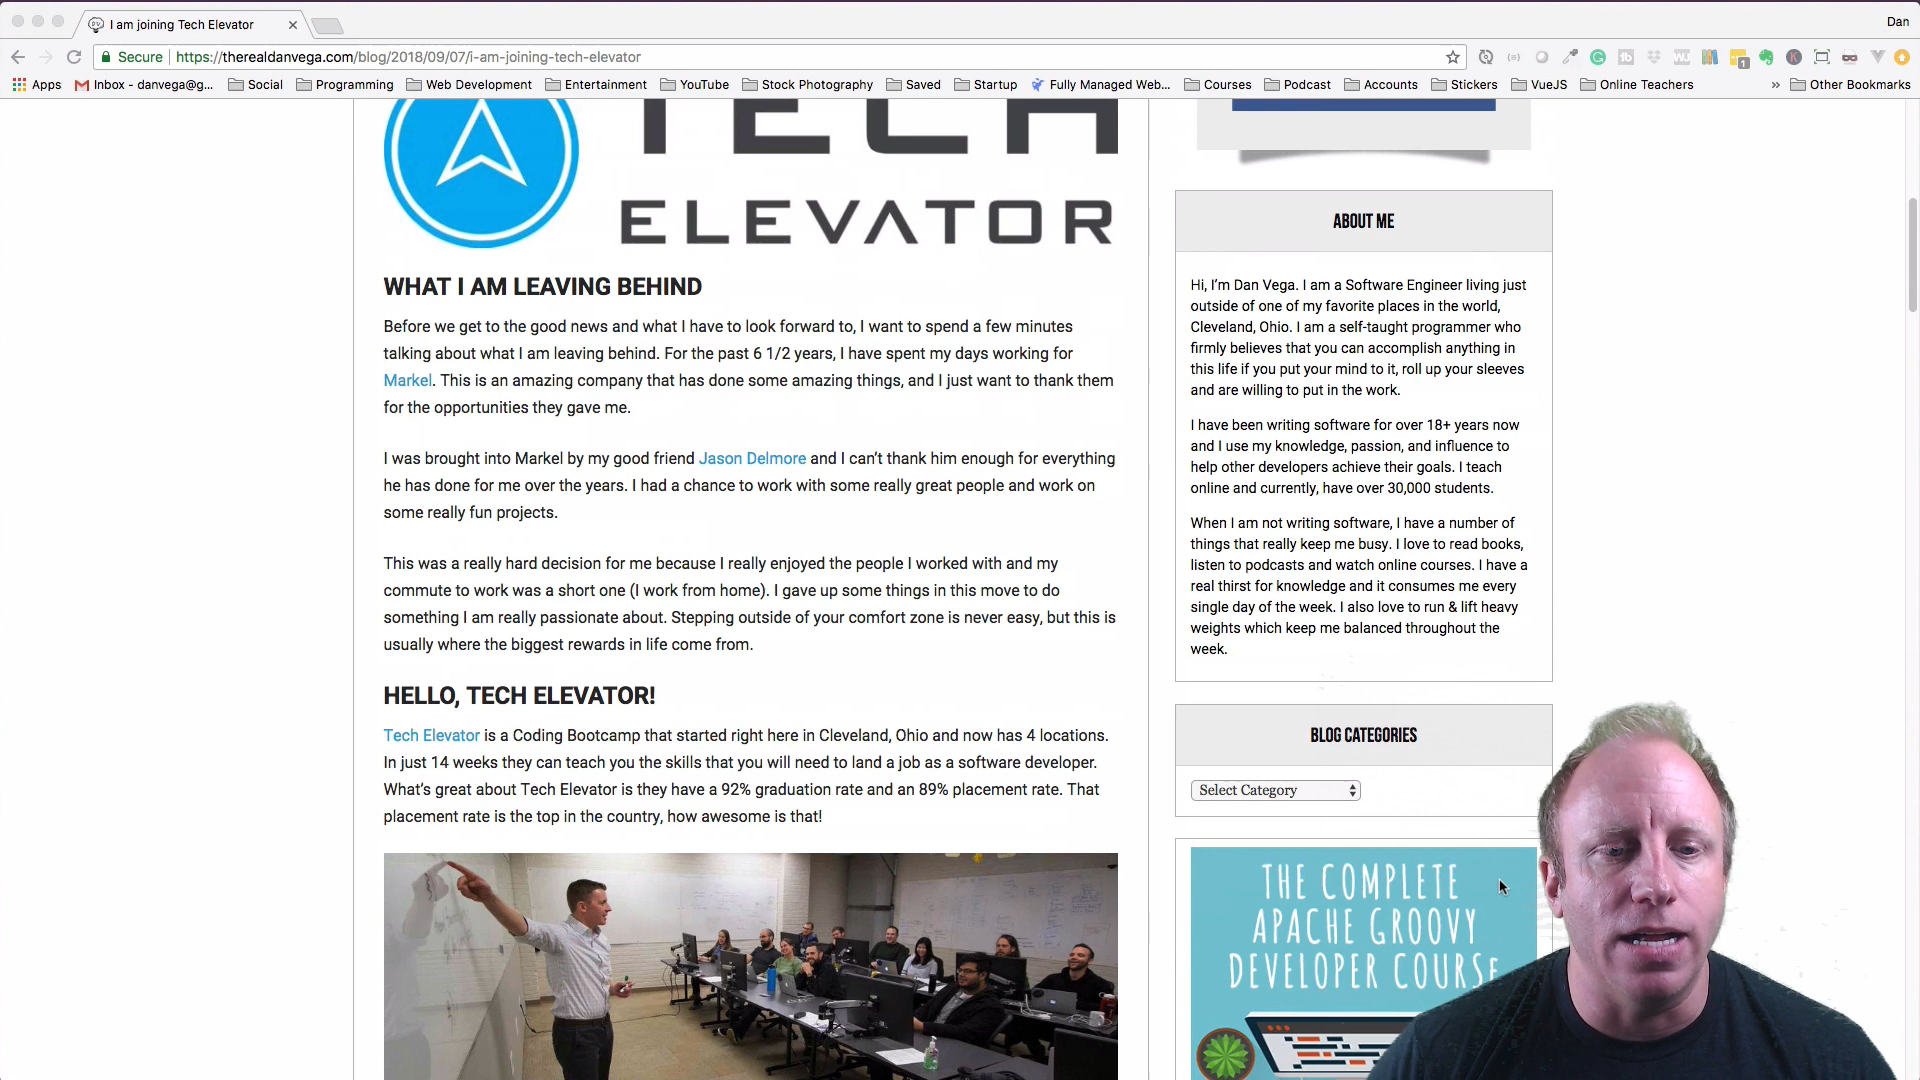 I am joining Tech Elevator
Dan
Secure
https://therealdanvega.com/blog/2018/09/07/i-am-joining-tech-elevator
Apps
Inbox - danvega@g...
Social
Programming
Web Development
Entertainment
YouTube
Stock Photography
Saved
Startup
Fully Managed Web...
Courses
Podcast
Accounts
Stickers
VueJS
Online Teachers
»
Other Bookmarks
TECH
ELEVATOR
WHAT I AM LEAVING BEHIND
Before we get to the good news and what I have to look forward to, I want to spend a few minutes
talking about what I am leaving behind. For the past 6 1/2 years, I have spent my days working for
Markel. This is an amazing company that has done some amazing things, and I just want to thank them
for the opportunities they gave me.
I was brought into Markel by my good friend Jason Delmore and I can’t thank him enough for everything
he has done for me over the years. I had a chance to work with some really great people and work on
some really fun projects.
This was a really hard decision for me because I really enjoyed the people I worked with and my
commute to work was a short one (I work from home). I gave up some things in this move to do
something I am really passionate about. Stepping outside of your comfort zone is never easy, but this is
usually where the biggest rewards in life come from.
HELLO, TECH ELEVATOR!
Tech Elevator is a Coding Bootcamp that started right here in Cleveland, Ohio and now has 4 locations.
In just 14 weeks they can teach you the skills that you will need to land a job as a software developer.
What’s great about Tech Elevator is they have a 92% graduation rate and an 89% placement rate. That
placement rate is the top in the country, how awesome is that!
ABOUT ME
Hi, I’m Dan Vega. I am a Software Engineer living just
outside of one of my favorite places in the world,
Cleveland, Ohio. I am a self-taught programmer who
firmly believes that you can accomplish anything in
this life if you put your mind to it, roll up your sleeves
and are willing to put in the work.
I have been writing software for over 18+ years now
and I use my knowledge, passion, and influence to
help other developers achieve their goals. I teach
online and currently, have over 30,000 students.
When I am not writing software, I have a number of
things that really keep me busy. I love to read books,
listen to podcasts and watch online courses. I have a
real thirst for knowledge and it consumes me every
single day of the week. I also love to run & lift heavy
weights which keep me balanced throughout the
week.
BLOG CATEGORIES
Select Category
THE COMPLETE
APACHE GROOVY
DEVELOPER COURSE